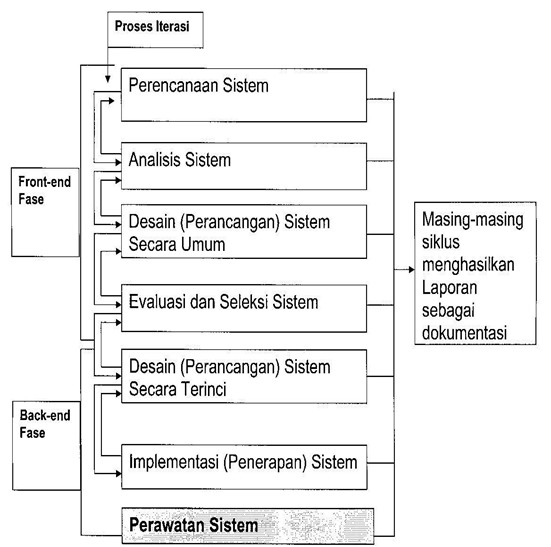 Proses Iterasi
Perencanaan Sistem
Analisis Sistem
Front-end
Fase
Desain (Perancangan) Sistem
Secara Umum
Masing-masing
siklus
menghasilkan
Laporan
sebagai
dokumentasi
Evaluasi dan Seleksi Sistem
Desain (Perancangan) Sistem
Secara Terinci
Back-end
Fase
Implementasi (Penerapan) Sistem
Perawatan Sistem